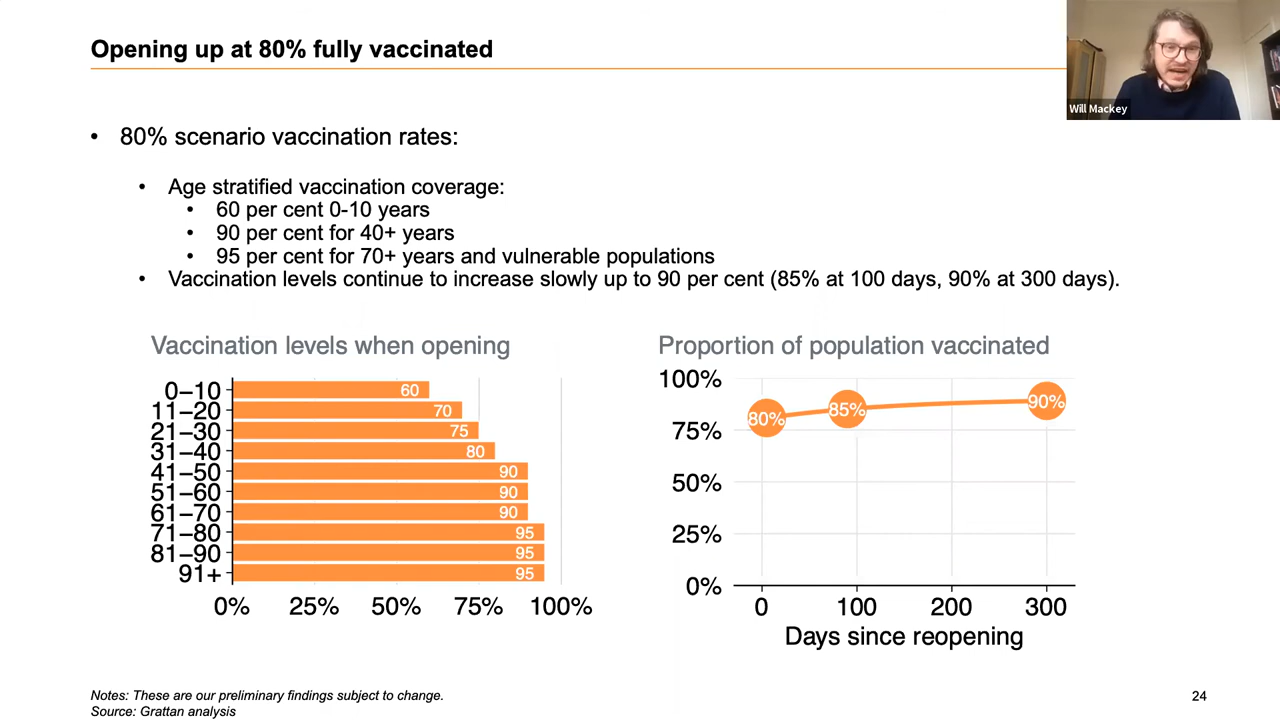 Opening up at 80% fully vaccinated
Will Mackey
• 80% scenario vaccination rates:
• Age stratified vaccination coverage:
• 60 per cent 0-10 years
• 90 per cent for 40+ years
• 95 per cent for 70+ years and vulnerable populations
• Vaccination levels continue to increase slowly up to 90 per cent (85% at 100 days, 90% at 300 days).
Vaccination levels when opening
0–10 60
11–20 70
21–30 75
31–40 80
41–50 90
51–60 90
61–70 90
71–80 95
81–90 95
91+ 95
0% 25% 50% 75% 100%
Proportion of population vaccinated
100%
75%
50%
25%
0%
80% 85% 90%
0 100 200 300
Days since reopening
Notes: These are our preliminary findings subject to change.
Source: Grattan analysis
24